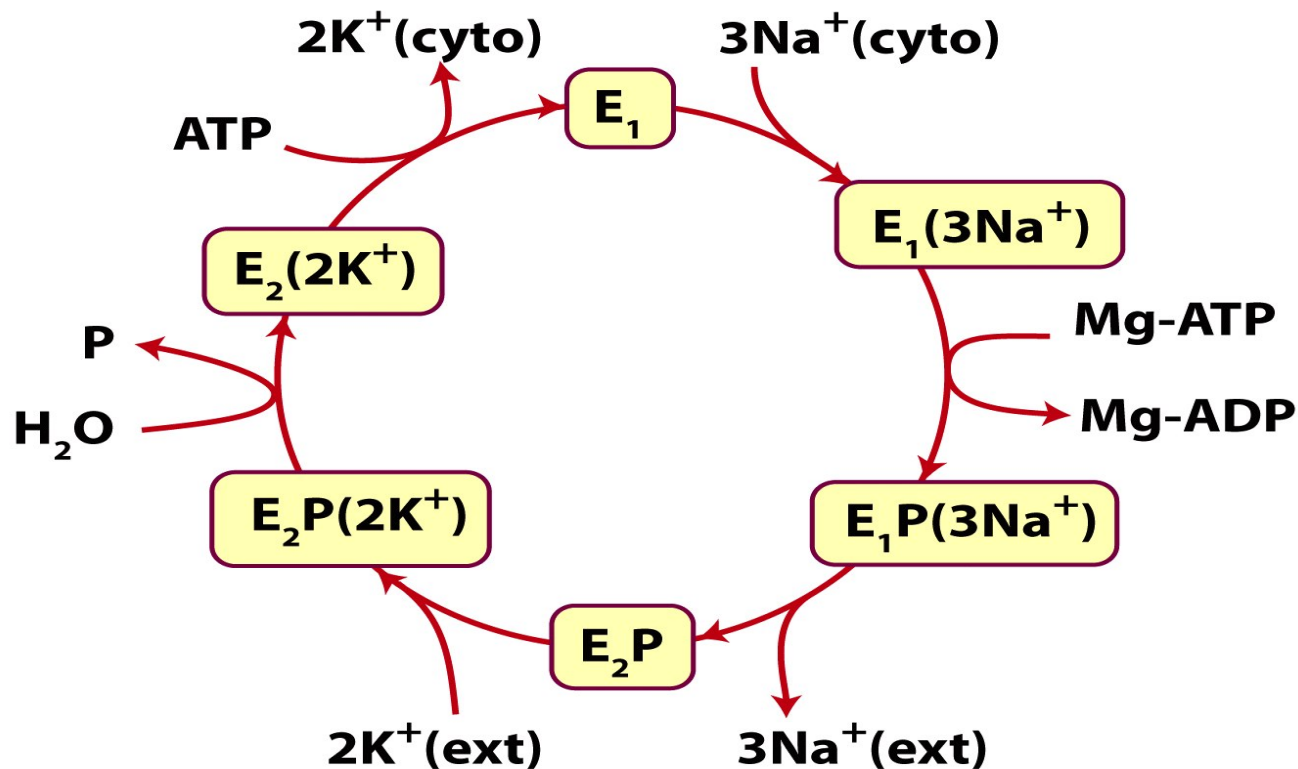 2K⁺(cyto)
3Na⁺(cyto)
E₁
ATP
E₁(3Na⁺)
E₂(2K⁺)
Mg-ATP
P
Mg-ADP
H₂O
E₂P(2K⁺)
E₁P(3Na⁺)
E₂P
2K⁺(ext)
3Na⁺(ext)